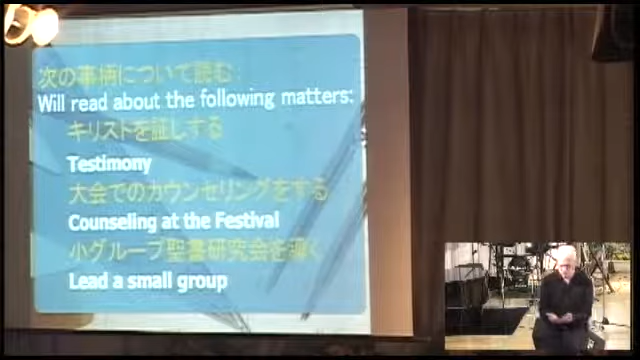 次の事柄について読む:
Will read about the following matters:
キリストを証しする
Testimony
大会でのカウンセリングをする
Counseling at the Festival
小グループ聖書研究会を導く
Lead a small group